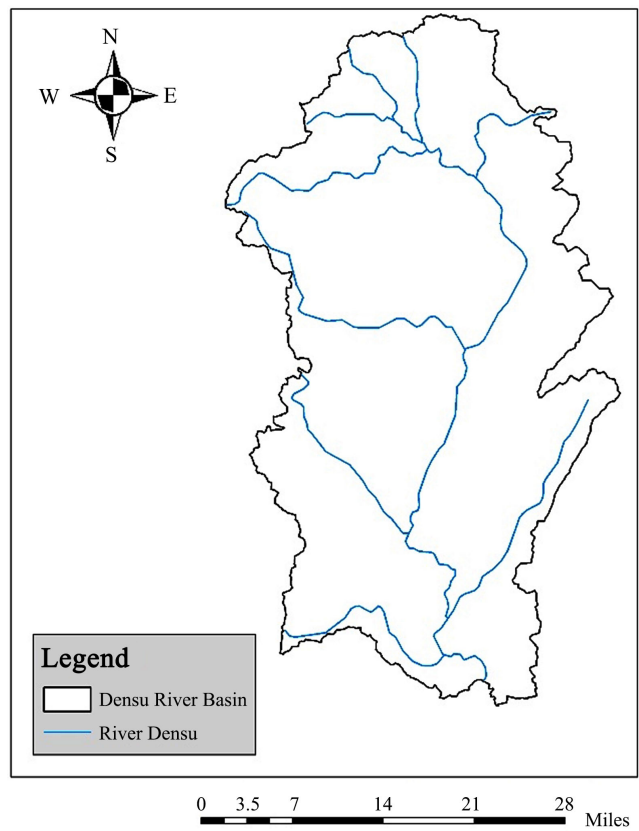 N
W E
S
Legend
Densu River Basin
River Densu
0 3.5 7 14 21 28
Miles